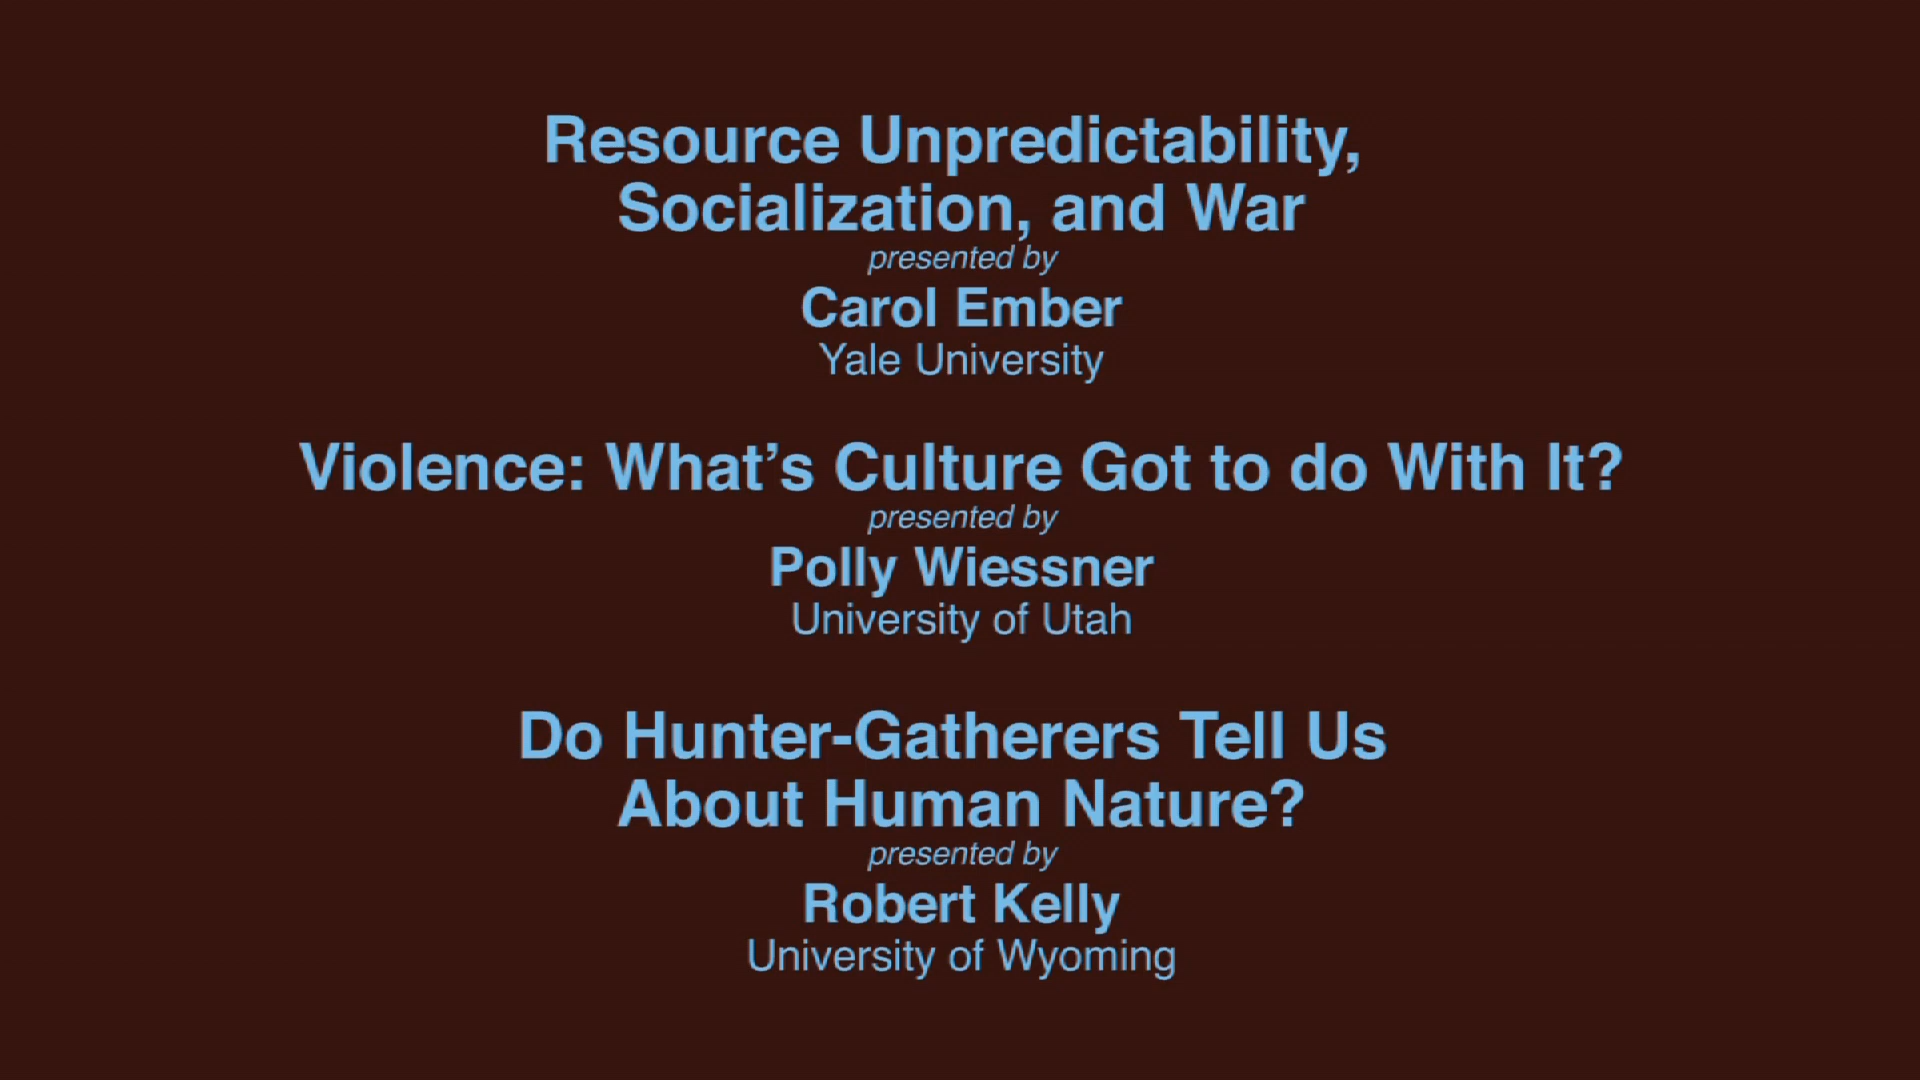 Resource Unpredictability,
Socialization, and War
presented by
Carol Ember
Yale University
Violence: What’s Culture Got to do With It?
presented by
Polly Wiessner
University of Utah
Do Hunter-Gatherers Tell Us
About Human Nature?
presented by
Robert Kelly
University of Wyoming